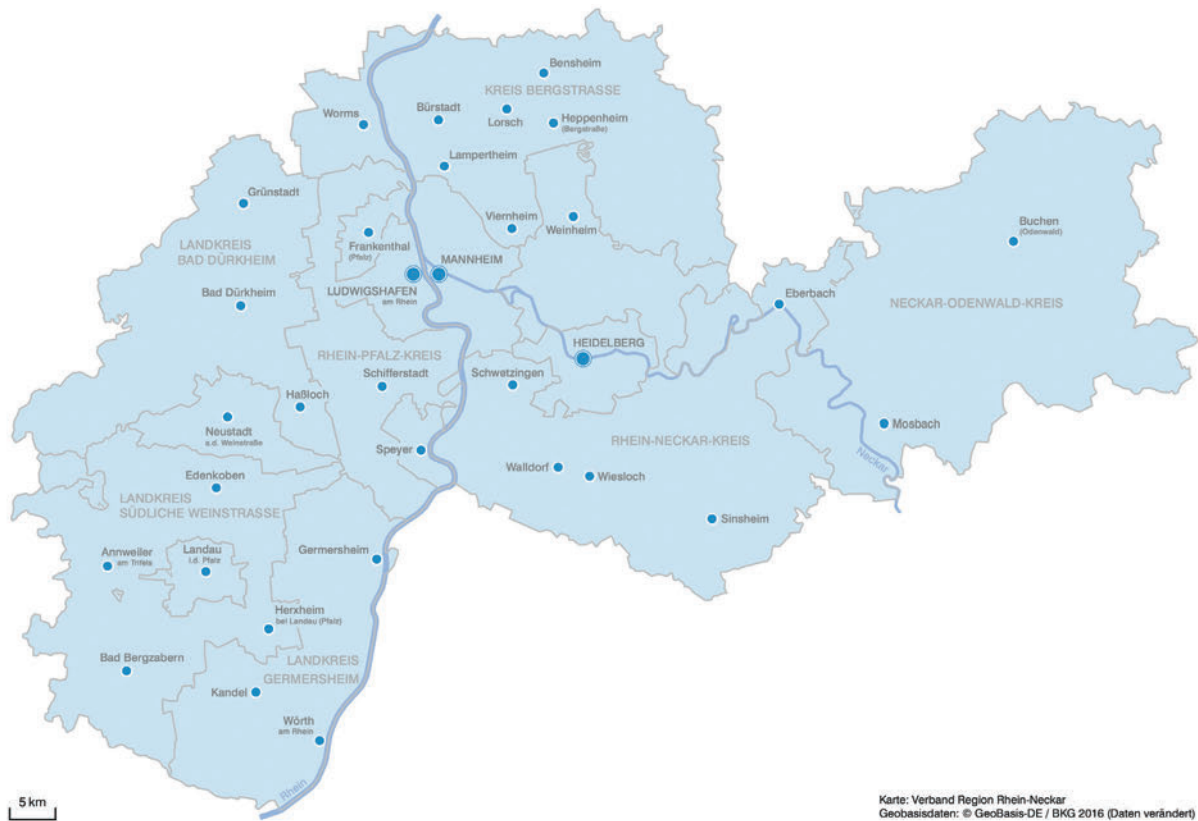 Bensheim
KREIS BERGSTRASSE
Worms
Bürstadt
Lorsch
Heppenheim
(Bergstraße)
Lampertheim
Grünstadt
Viernheim
Weinheim
Buchen
(Odenwald)
LANDKREIS
BAD DÜRKHEIM
Frankenthal
(Pfalz)
MANNHEIM
LUDWIGSHAFEN
am Rhein
Bad Dürkheim
Eberbach
NECKAR-ODENWALD-KREIS
HEIDELBERG
RHEIN-PFALZ-KREIS
Schifferstadt
Schwetzingen
Haßloch
Neustadt
a.d. Weinstraße
Mosbach
RHEIN-NECKAR-KREIS
Speyer
Neckar
Walldorf
Wiesloch
Edenkoben
LANDKREIS
SÜDLICHE WEINSTRASSE
Sinsheim
Annweiler
am Trifels
Landau
i.d. Pfalz
Germersheim
Herxheim
bei Landau (Pfalz)
Bad Bergzabern
LANDKREIS
GERMERSHEIM
Kandel
Wörth
am Rhein
Rhein
5 km
Karte: Verband Region Rhein-Neckar
Geobasisdaten: © GeoBasis-DE / BKG 2016 (Daten verändert)